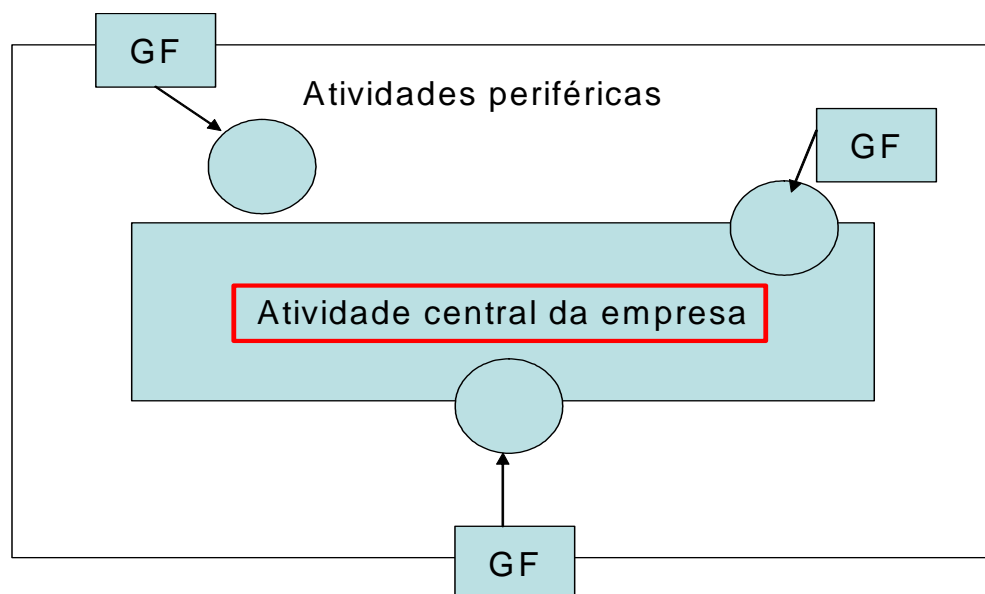 GF
Atividades periféricas
GF
Atividade central da empresa
GF